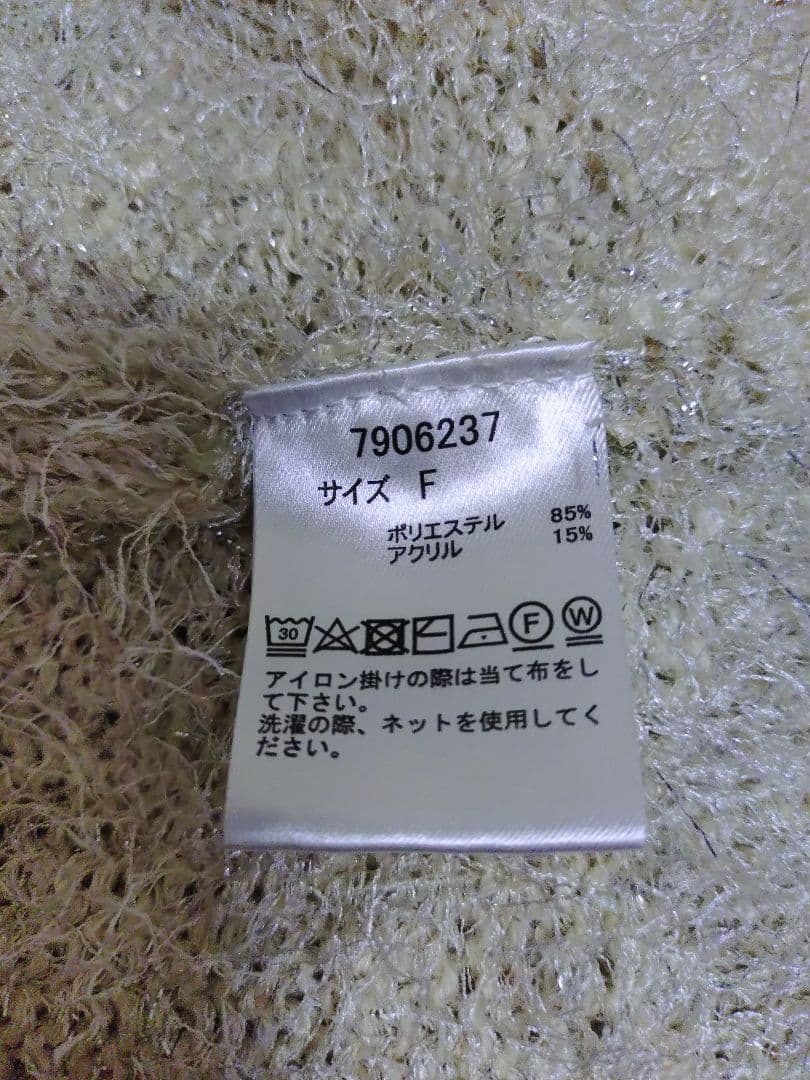 7906237
サイズ F
ポリエステル 85%
アクリル 15%
30 F W
アイロン掛けの際は当て布をし
て下さい。
洗濯の際、ネットを使用してく
ださい。